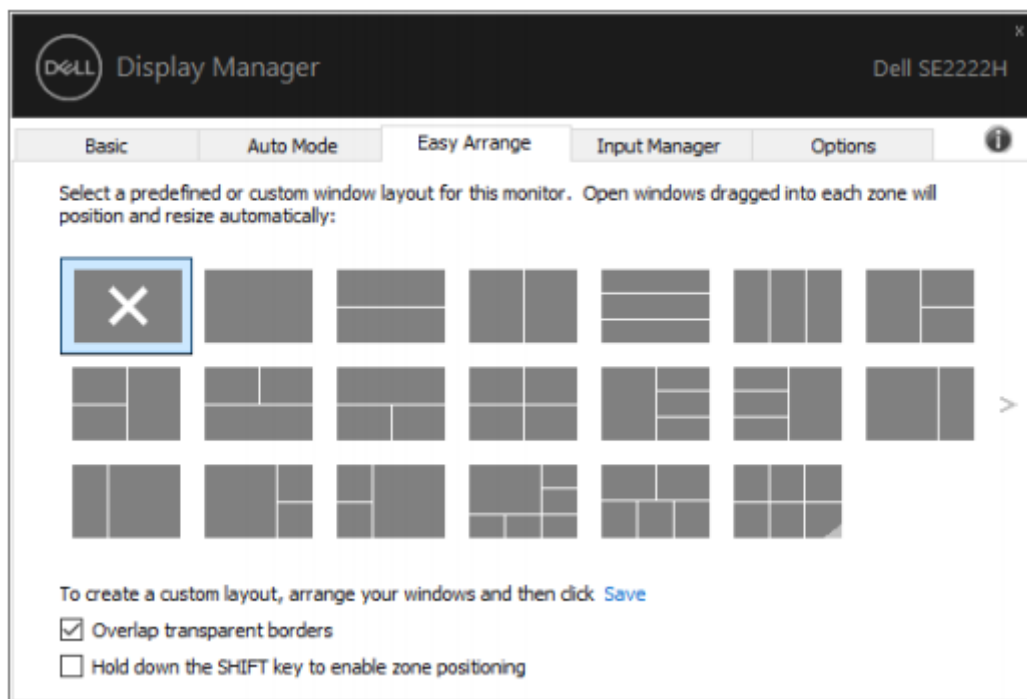 x
DELL Display Manager Dell SE2222H
Basic Auto Mode Easy Arrange Input Manager Options i
Select a predefined or custom window layout for this monitor. Open windows dragged into each zone will
position and resize automatically:
>
To create a custom layout, arrange your windows and then click Save
Overlap transparent borders
Hold down the SHIFT key to enable zone positioning